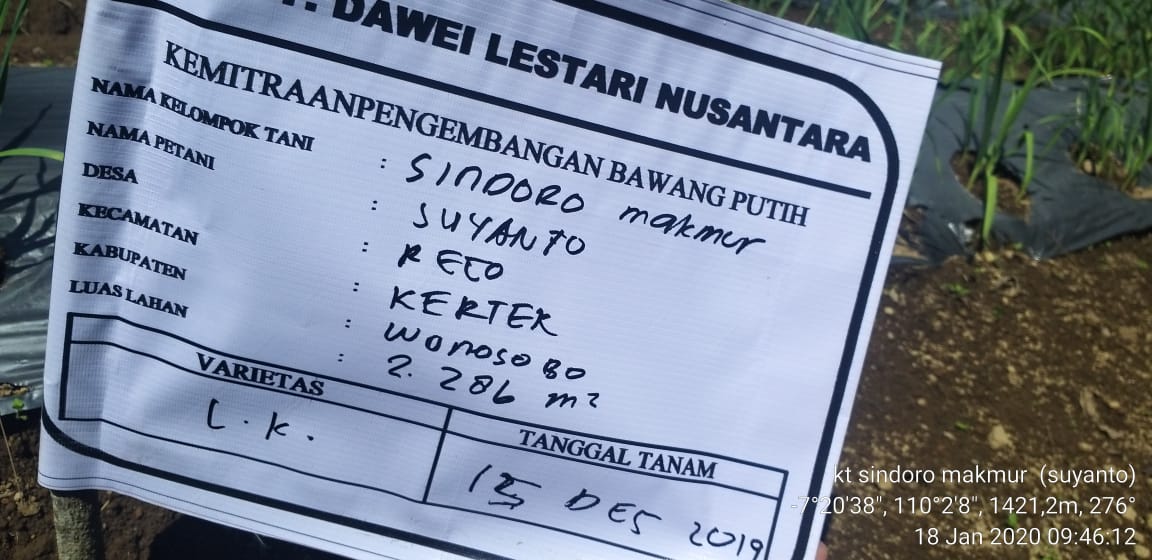 . DAWEI LESTARI NUSANTARA
KEMITRAANPENGEMBANGAN BAWANG PUTIH
NAMA KELOMPOK TANI : SINDORO makmur
NAMA PETANI : SUYANTO
DESA : RECO
KECAMATAN : KERTEK
KABUPATEN : WONOSOBO
LUAS LAHAN : 2.286 m²
VARIETAS TANGGAL TANAM
L.K. 15 DES 2019
kt sindoro makmur (suyanto)
-7°20'38", 110°2'8", 1421,2m, 276°
18 Jan 2020 09:46:12